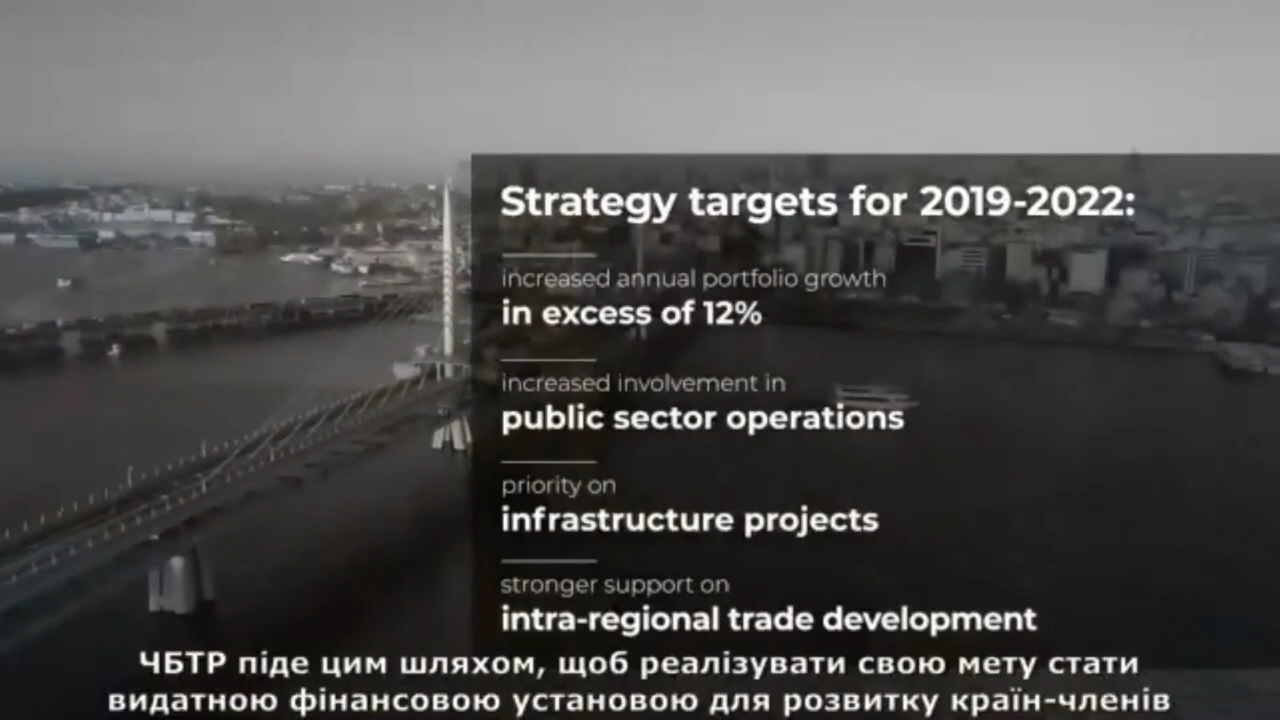 Strategy targets for 2019-2022:
increased annual portfolio growth
in excess of 12%
increased involvement in
public sector operations
priority on
infrastructure projects
stronger support on
intra-regional trade development
ЧБТР піде цим шляхом, щоб реалізувати свою мету стати
видатною фінансовою установою для розвитку країн-членів